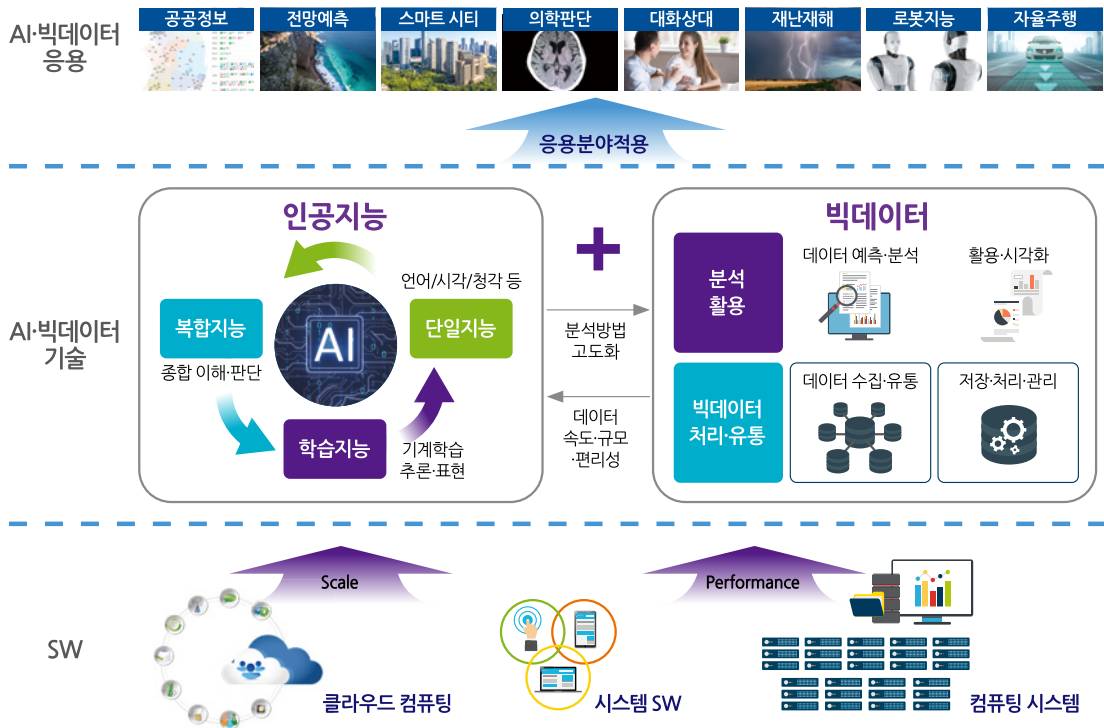 AI·빅데이터
응용
공공정보
전망예측
스마트 시티
의학판단
대화상대
재난재해
로봇지능
자율주행
응용분야적용
AI·빅데이터
기술
인공지능
언어/시각/청각 등
복합지능
AI
단일지능
종합 이해·판단
학습지능
기계학습
추론·표현
분석방법
고도화
데이터
속도·규모
·편리성
빅데이터
분석
활용
데이터 예측·분석
활용·시각화
빅데이터
처리·유통
데이터 수집·유통
저장·처리·관리
SW
Scale
Performance
클라우드 컴퓨팅
시스템 SW
컴퓨팅 시스템